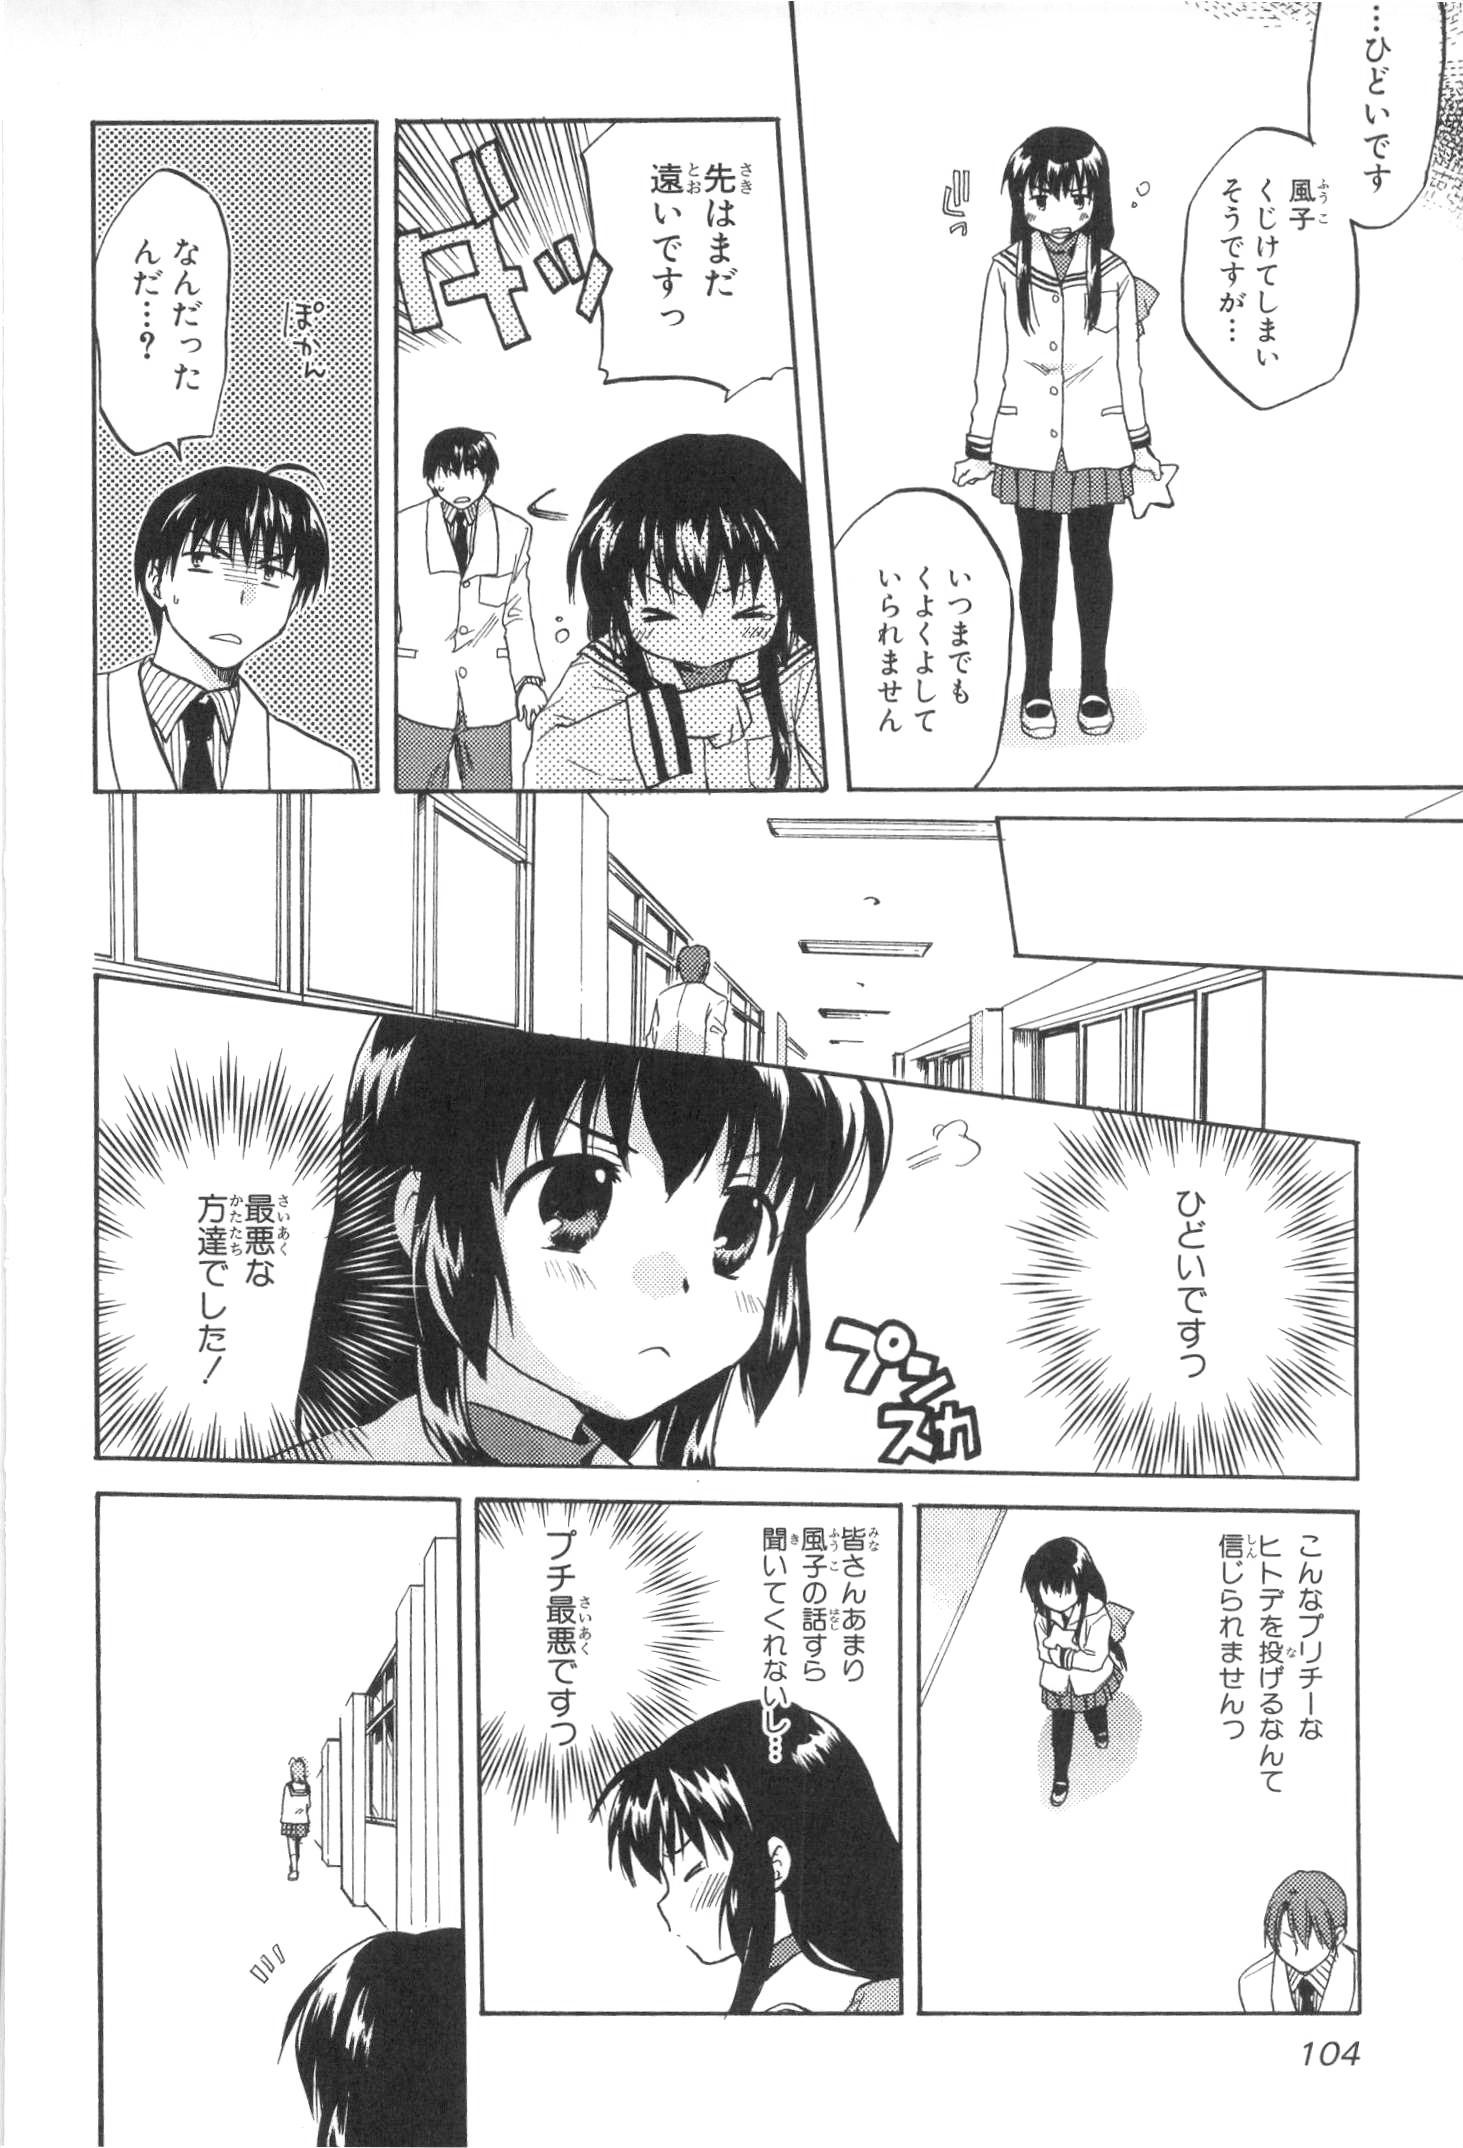 …ひどいです
風子
くじけてしまい
そうですが…
いつまでも
くよくよして
いられません
先はまだ
遠いですっ
ドキッ
ぽかん
なんだった
んだ…?
ひどいですっ
プンスカ
最悪な
方達でした!
こんなプリチーな
ヒトデを投げるなんて
信じられませんっ
皆さんあまり
風子の話すら
聞いてくれないし…
プチ最悪ですっ
104